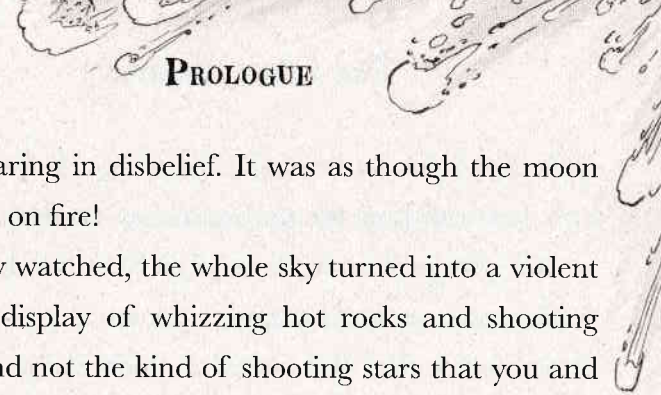 PROLOGUE
aring in disbelief. It was as though the moon
on fire!
watched, the whole sky turned into a violent
display of whizzing hot rocks and shooting
nd not the kind of shooting stars that you and